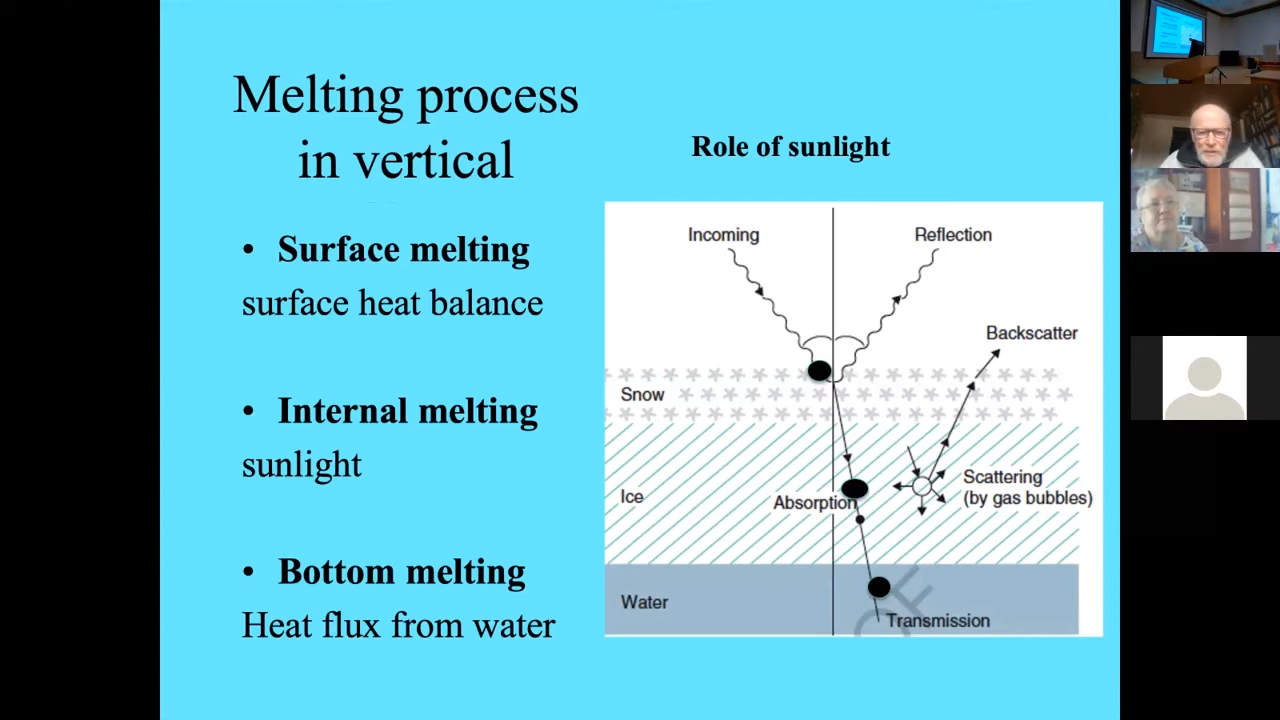 Melting process
in vertical
• Surface melting
surface heat balance
• Internal melting
sunlight
• Bottom melting
Heat flux from water
Role of sunlight
Incoming
Reflection
Backscatter
Snow
Scattering
(by gas bubbles)
Ice
Absorption
Water
Transmission
OF